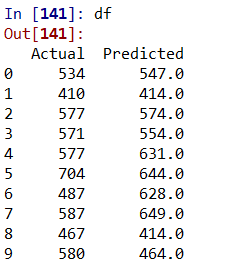 In [141]: df
Out[141]:
   Actual  Predicted
0     534      547.0
1     410      414.0
2     577      574.0
3     571      554.0
4     577      631.0
5     704      644.0
6     487      628.0
7     587      649.0
8     467      414.0
9     580      464.0